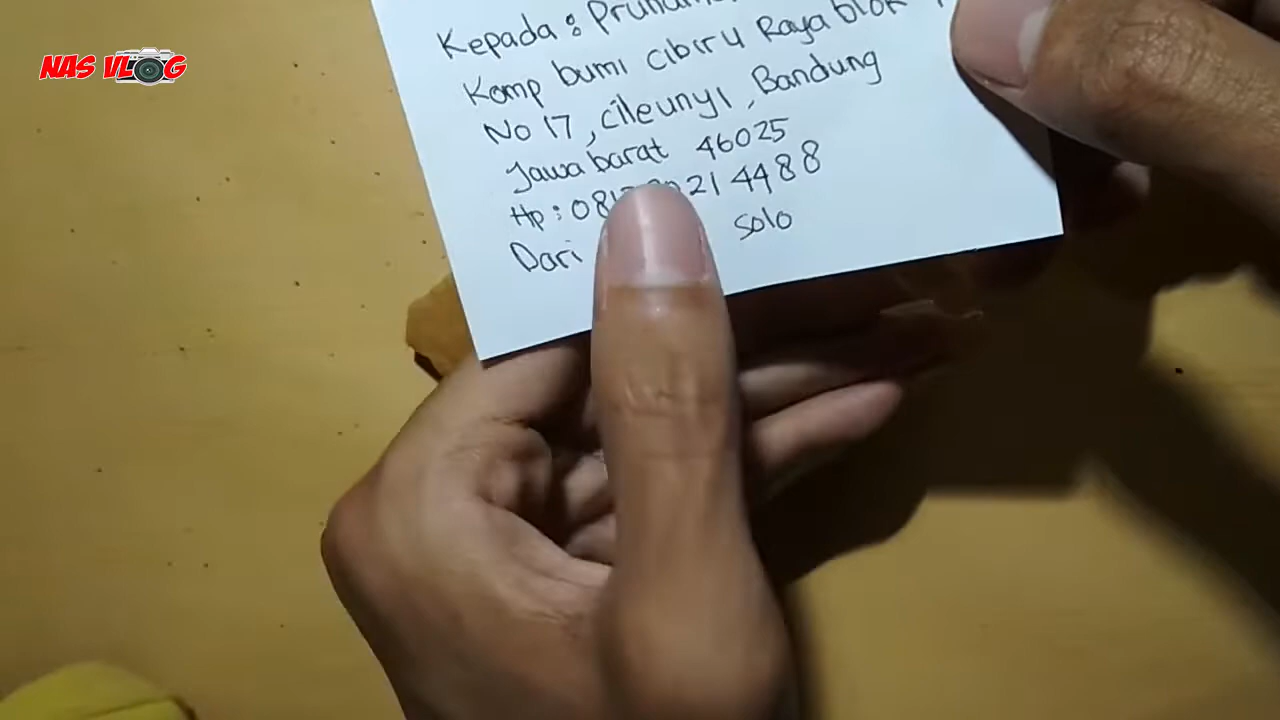 NAS VLOG
Kepada : 
Komp bumi cibiru Raya blok
No 17, cileunyi, Bandung
Jawa barat 46025
Hp : 08 21 4488
Dari solo